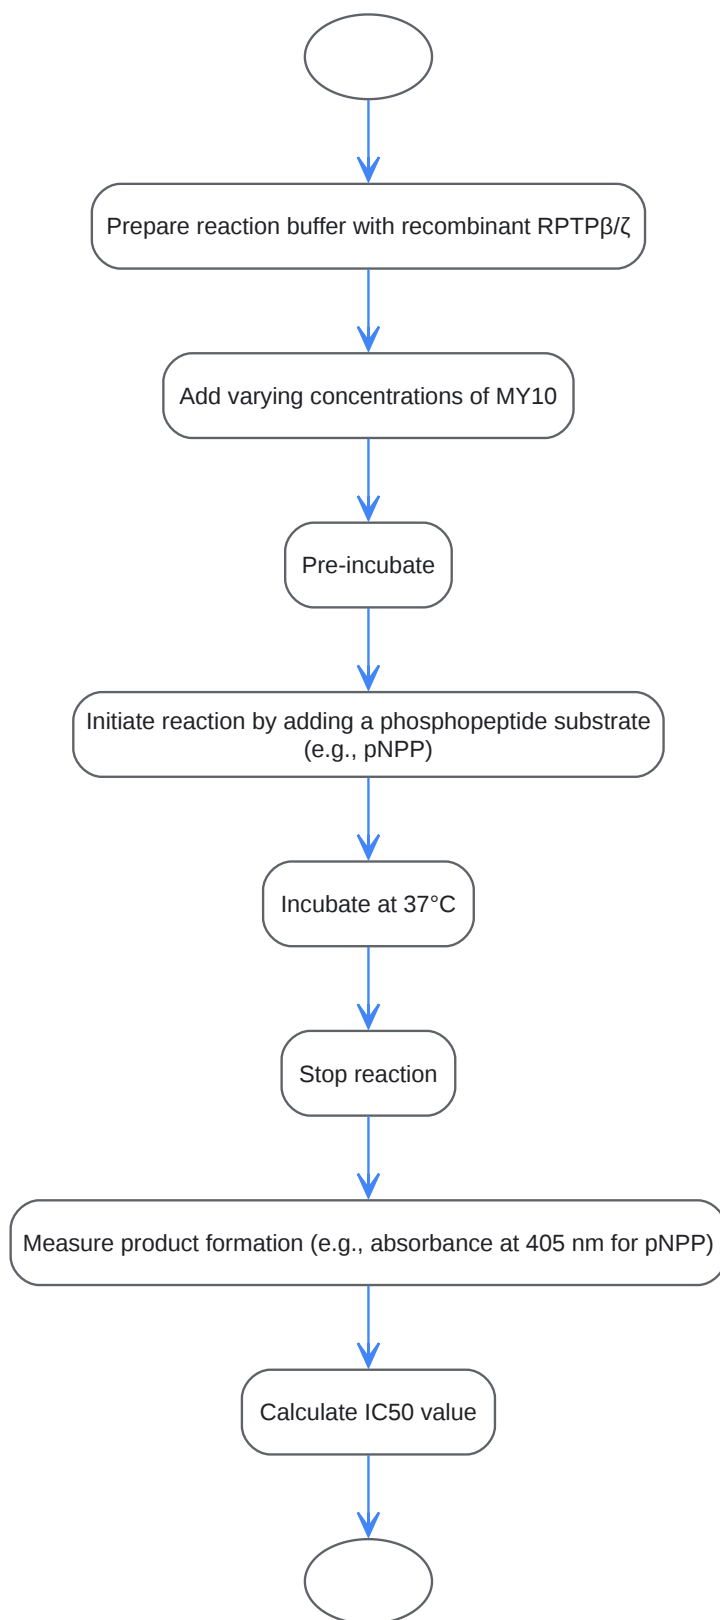 Prepare reaction buffer with recombinant RPTPβ/ζ
Add varying concentrations of MY10
Pre-incubate
Initiate reaction by adding a phosphopeptide substrate
(e.g., pNPP)
Incubate at 37°C
Stop reaction
Measure product formation (e.g., absorbance at 405 nm for pNPP)
Calculate IC50 value